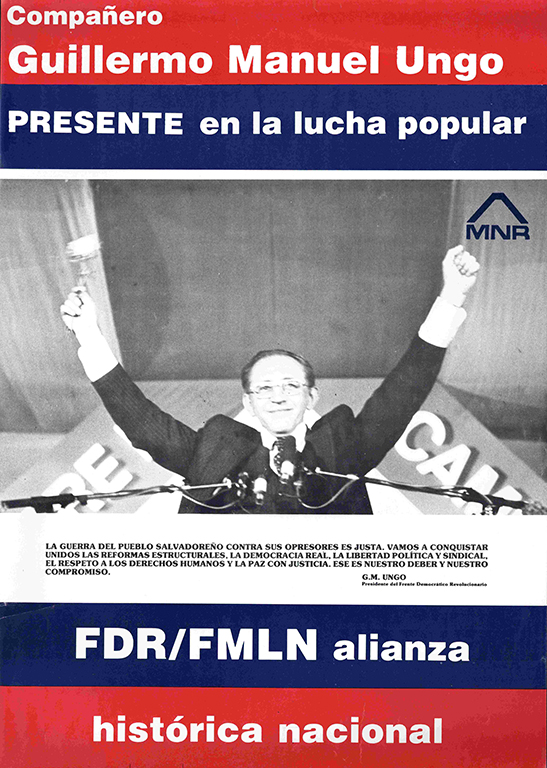 Compañero
Guillermo Manuel Ungo
PRESENTE en la lucha popular
MNR
RE
CAM
LA GUERRA DEL PUEBLO SALVADOREÑO CONTRA SUS OPRESORES ES JUSTA. VAMOS A CONQUISTAR
UNIDOS LAS REFORMAS ESTRUCTURALES, LA DEMOCRACIA REAL, LA LIBERTAD POLÍTICA Y SINDICAL,
EL RESPETO A LOS DERECHOS HUMANOS Y LA PAZ CON JUSTICIA. ESE ES NUESTRO DEBER Y NUESTRO
COMPROMISO.
G.M. UNGO
Presidente del Frente Democrático Revolucionario
FDR/FMLN alianza
histórica nacional